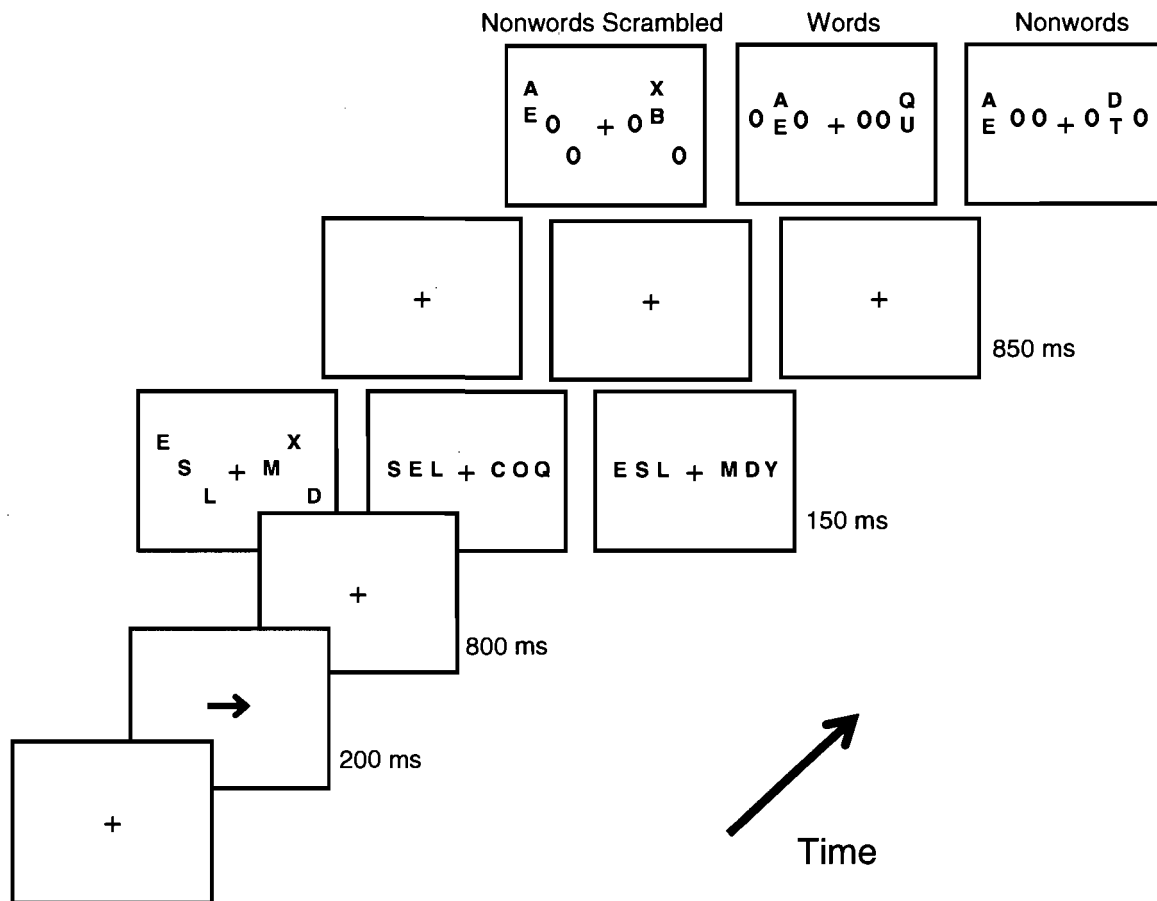 Nonwords Scrambled
Words
Nonwords
A X
E O + O B
O O
A Q
O E O + O O U
A D
E O O + O T O
+
+
+
850 ms
E X
S + M
L D
S E L + C O Q
E S L + M D Y
150 ms
+
800 ms
→
200 ms
+
Time